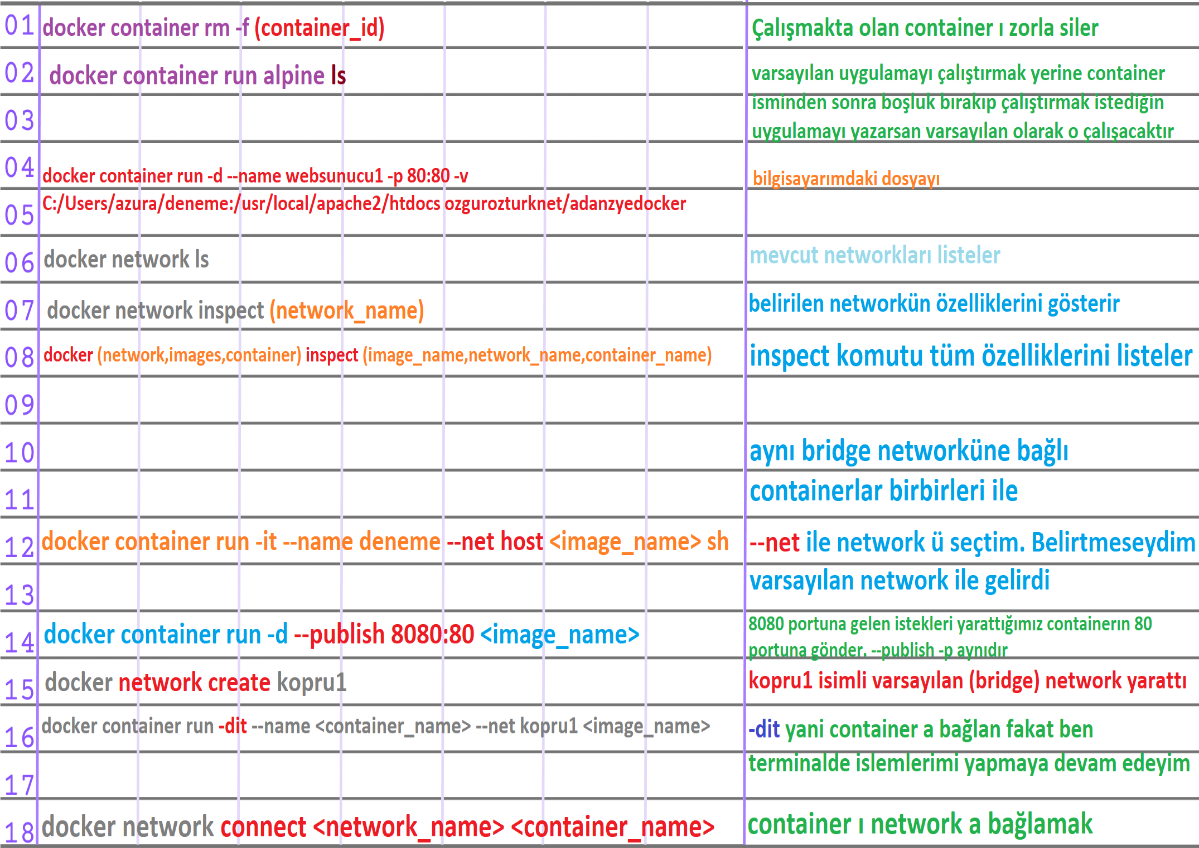 01 docker container rm -f (container_id) Çalışmakta olan container ı zorla siler
02 docker container run alpine ls varsayılan uygulamayı çalıştırmak yerine container
isminden sonra boşluk bırakıp çalıştırmak istediğin
03 uygulamayı yazarsan varsayılan olarak o çalışacaktır
04 docker container run -d --name websunucu1 -p 80:80 -v bilgisayarımdaki dosyayı
05 C:/Users/azura/deneme:/usr/local/apache2/htdocs ozgurozturknet/adanzyedocker
06 docker network ls mevcut networkları listeler
07 docker network inspect (network_name) belirilen networkün özelliklerini gösterir
08 docker (network,images,container) inspect (image_name,network_name,container_name) inspect komutu tüm özelliklerini listeler
09
10 aynı bridge networküne bağlı
11 containerlar birbirleri ile
12 docker container run -it --name deneme --net host <image_name> sh --net ile network ü seçtim. Belirtmeseydim
13 varsayılan network ile gelirdi
14 docker container run -d --publish 8080:80 <image_name> 8080 portuna gelen istekleri yarattığımız containerın 80
portuna gönder. --publish -p aynıdır
15 docker network create kopru1 kopru1 isimli varsayılan (bridge) network yarattı
16 docker container run -dit --name <container_name> --net kopru1 <image_name> -dit yani container a bağlan fakat ben
17 terminalde islemlerimi yapmaya devam edeyim
18 docker network connect <network_name> <container_name> container ı network a bağlamak